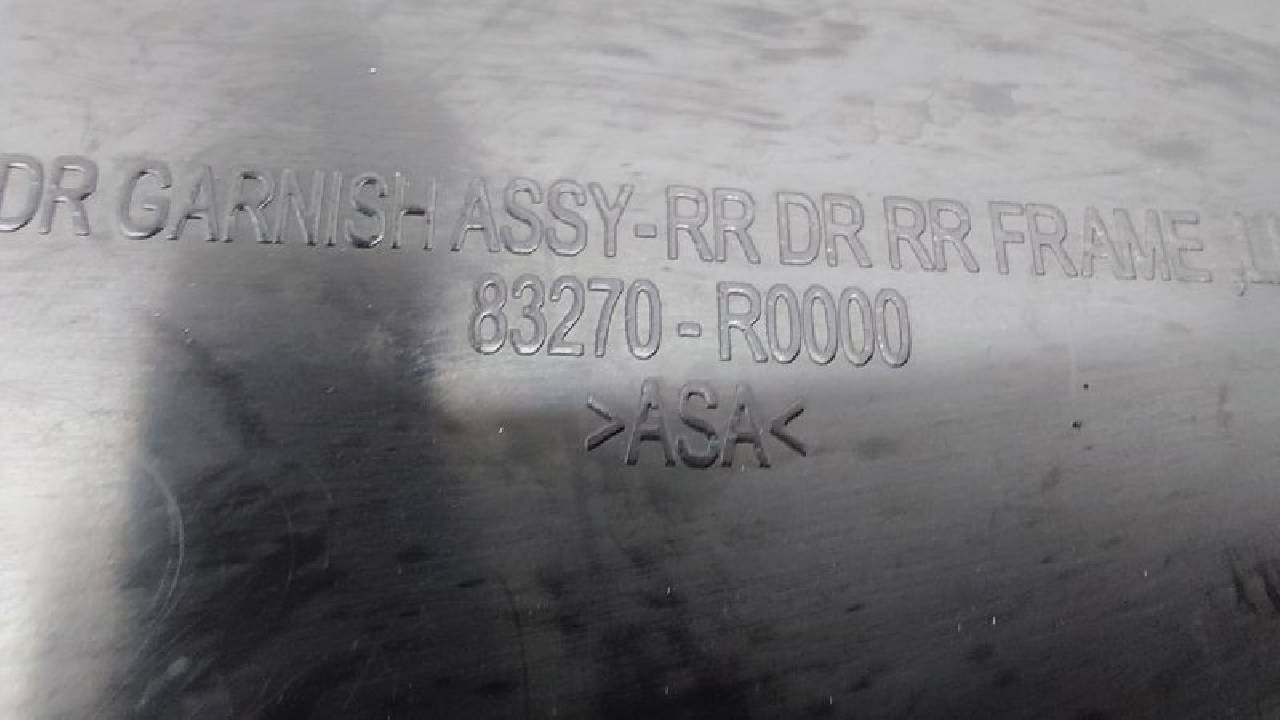 DR GARNISH ASSY-RR DR RR FRAME
83270-R0000
>ASA<